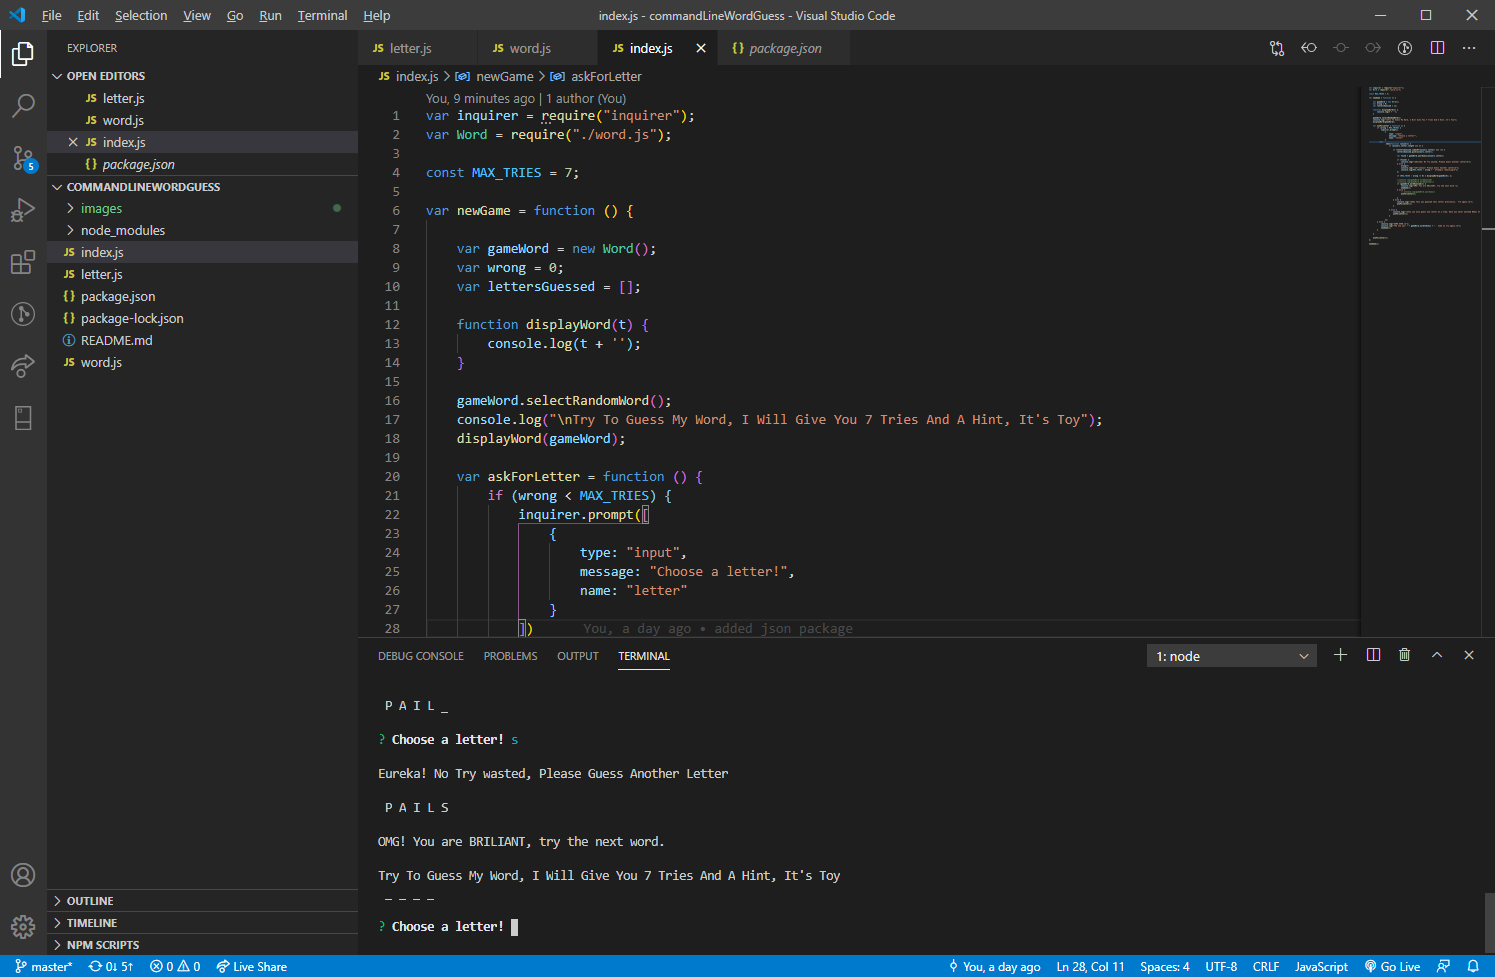 File Edit Selection View Go Run Terminal Help
index.js - commandLineWordGuess - Visual Studio Code
EXPLORER
OPEN EDITORS
JS letter.js
JS word.js
JS index.js
{} package.json
COMMANDLINEWORDGUESS
images
node_modules
JS index.js
JS letter.js
{} package.json
{} package-lock.json
README.md
JS word.js
OUTLINE
TIMELINE
NPM SCRIPTS
5
JS letter.js JS word.js JS index.js {} package.json
JS index.js > newGame > askForLetter
You, 9 minutes ago | 1 author (You)
1 var inquirer = require("inquirer");
2 var Word = require("./word.js");
3
4 const MAX_TRIES = 7;
5
6 var newGame = function () {
7
8 var gameWord = new Word();
9 var wrong = 0;
10 var lettersGuessed = [];
11
12 function displayWord(t) {
13 console.log(t + '');
14 }
15
16 gameWord.selectRandomWord();
17 console.log("\nTry To Guess My Word, I Will Give You 7 Tries And A Hint, It's Toy");
18 displayWord(gameWord);
19
20 var askForLetter = function () {
21 if (wrong < MAX_TRIES) {
22 inquirer.prompt([
23 {
24 type: "input",
25 message: "Choose a letter!",
26 name: "letter"
27 }
28 ]) You, a day ago • added json package
DEBUG CONSOLE PROBLEMS OUTPUT TERMINAL
1: node
P A I L _
? Choose a letter! s
Eureka! No Try wasted, Please Guess Another Letter
P A I L S
OMG! You are BRILIANT, try the next word.
Try To Guess My Word, I Will Give You 7 Tries And A Hint, It's Toy
_ _ _ _
? Choose a letter!
master* 0↓ 5↑ 0 0 Live Share
You, a day ago Ln 28, Col 11 Spaces: 4 UTF-8 CRLF JavaScript Go Live